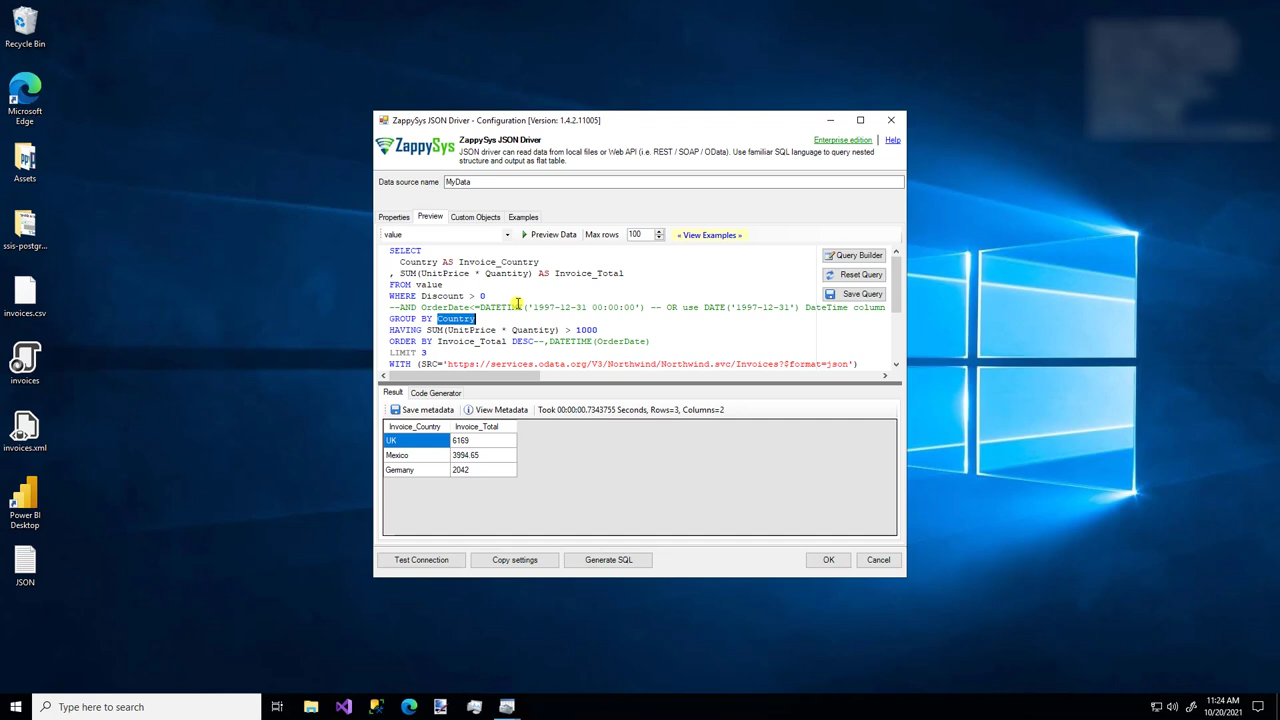 Recycle Bin
Microsoft Edge
Assets
ssis-postgr...
invoices.csv
invoices
invoices.xml
Power BI Desktop
JSON
ZappySys JSON Driver - Configuration [Version: 1.4.2.11005]
ZappySys
ZappySys JSON Driver
JSON driver can read data from local files or Web API (i.e. REST / SOAP / OData). Use familiar SQL language to query nested
structure and output as flat table.
Enterprise edition
Help
Data source name
MyData
Properties Preview Custom Objects Examples
value
Preview Data
Max rows 100
« View Examples »
SELECT
Country AS Invoice_Country
, SUM(UnitPrice * Quantity) AS Invoice_Total
FROM value
WHERE Discount > 0
--AND OrderDate<=DATETIME('1997-12-31 00:00:00') -- OR use DATE('1997-12-31') DateTime column
GROUP BY Country
HAVING SUM(UnitPrice * Quantity) > 1000
ORDER BY Invoice_Total DESC--,DATETIME(OrderDate)
LIMIT 3
WITH (SRC='https://services.odata.org/V3/Northwind/Northwind.svc/Invoices?$format=json')
Query Builder
Reset Query
Save Query
Result Code Generator
Save metadata View Metadata Took 00:00:00.7343755 Seconds, Rows=3, Columns=2
Invoice_Country Invoice_Total
UK 6169
Mexico 3994.65
Germany 2042
Test Connection Copy settings Generate SQL OK Cancel
Type here to search
11:24 AM
10/20/2021